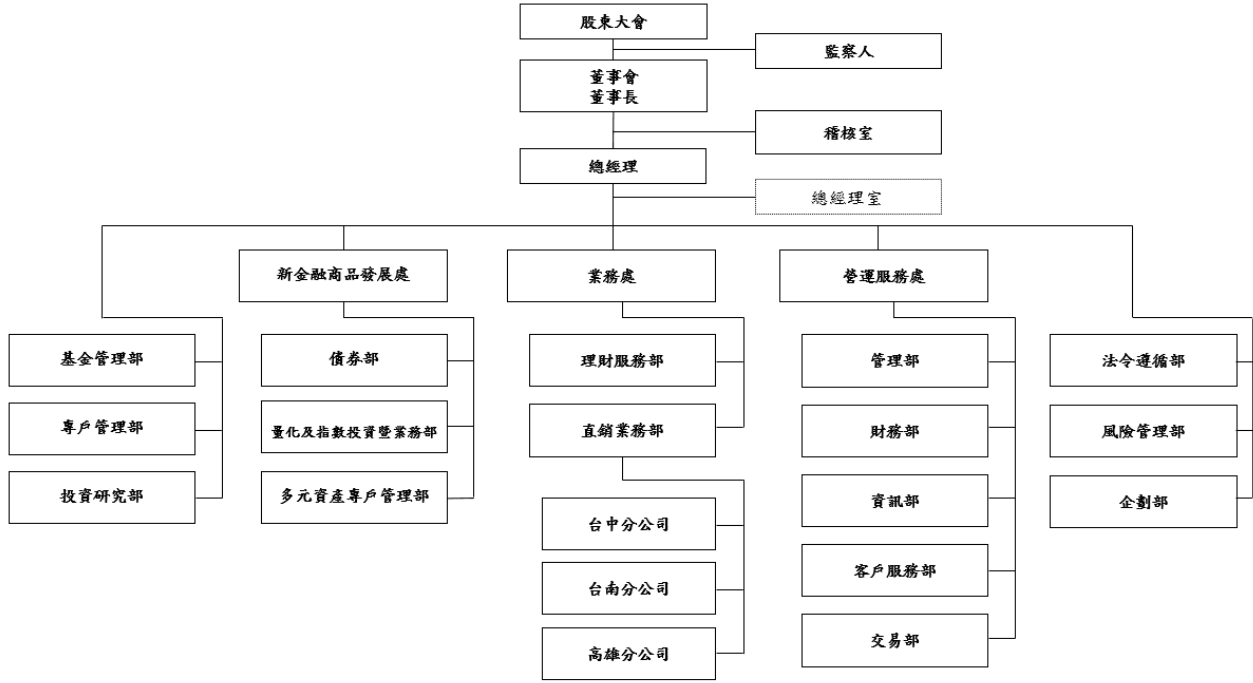 股東大會
監察人
董事會
董事長
稽核室
總經理
總經理室
新金融商品發展處
業務處
營運服務處
基金管理部
債券部
理財服務部
管理部
法令遵循部
專戶管理部
量化及指數投資暨業務部
直銷業務部
財務部
風險管理部
投資研究部
多元資產專戶管理部
台中分公司
資訊部
企劃部
台南分公司
客戶服務部
高雄分公司
交易部